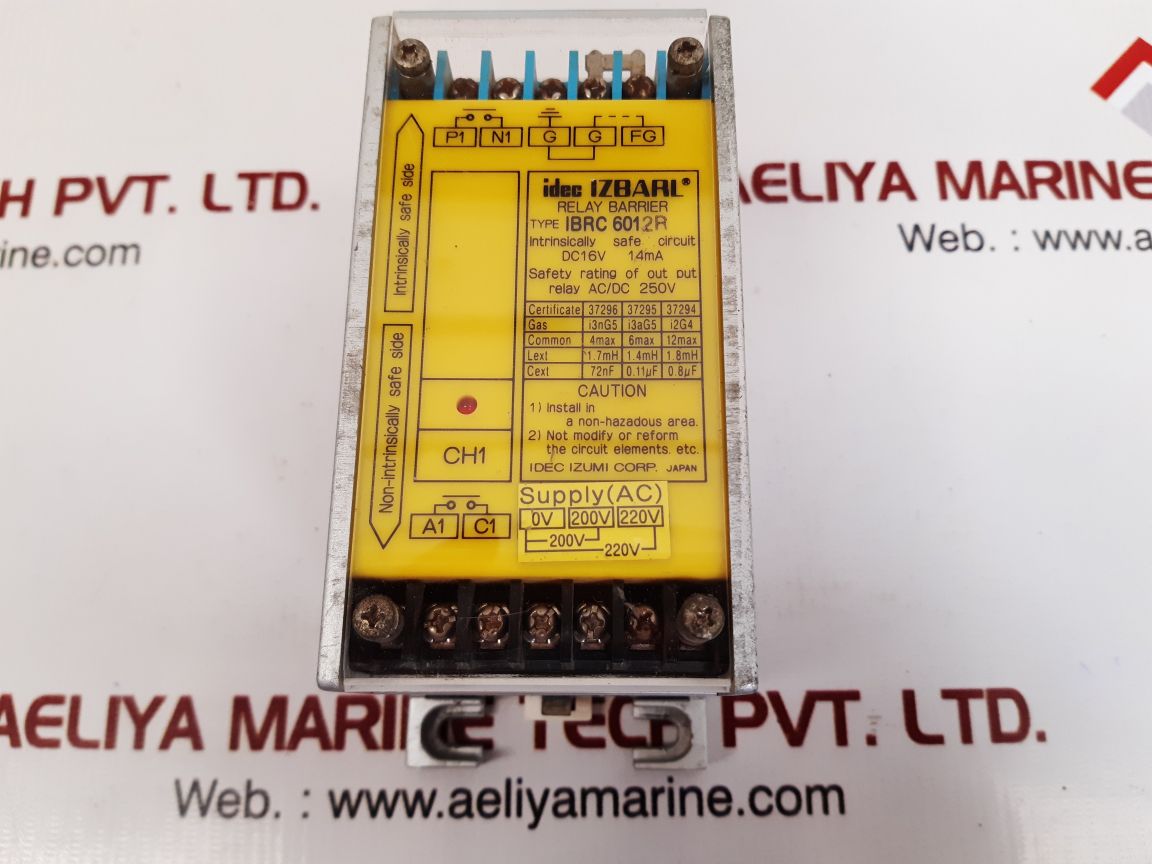 P1 N1 G G FG
Intrinsically safe side
Non-intrinsically safe side
idec IZBARL®
RELAY BARRIER
TYPE IBRC 6012R
Intrinsically safe circuit
DC16V 14mA
Safety rating of out put
relay AC/DC 250V
Certificate 37296 37295 37294
Gas i3nG5 i3aG5 i2G4
Common 4max 6max 12max
Lext 1.7mH 1.4mH 1.8mH
Cext 72nF 0.11μF 0.8μF
CAUTION
1) Install in
a non-hazadous area.
2) Not modify or reform
the circuit elements. etc.
IDEC IZUMI CORP. JAPAN
CH1
A1 C1
Supply(AC)
0V 200V 220V
200V
220V
H PVT. LTD.
ine.com
AELIYA MARINE
Web. : www.a
AELIYA MARINE TECH PVT. LTD.
Web. : www.aeliyamarine.com